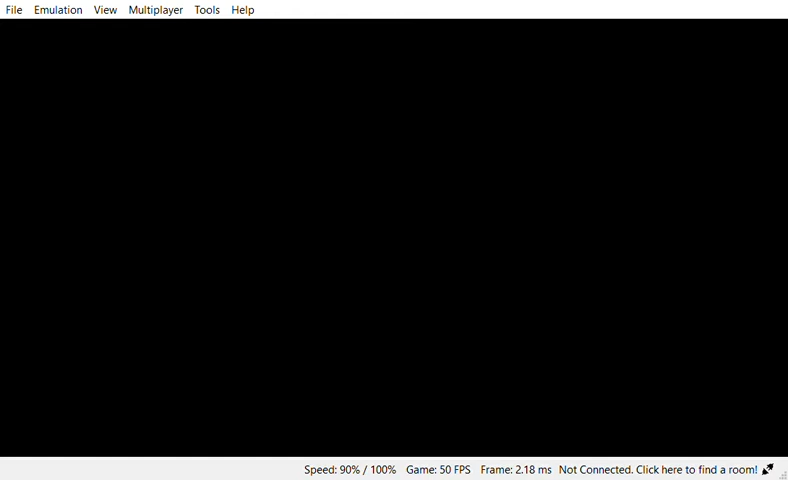 File Emulation View Multiplayer Tools Help
Speed: 90% / 100% Game: 50 FPS Frame: 2.18 ms Not Connected. Click here to find a room!